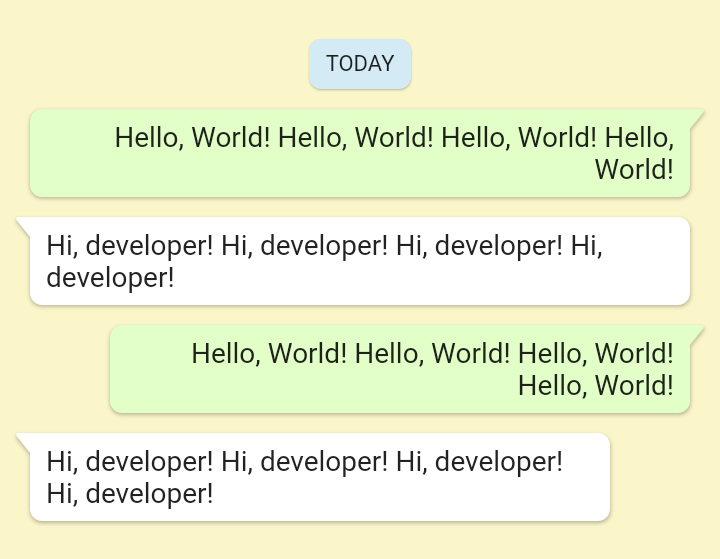 TODAY
Hello, World! Hello, World! Hello, World! Hello,
World!
Hi, developer! Hi, developer! Hi, developer! Hi,
developer!
Hello, World! Hello, World! Hello, World!
Hello, World!
Hi, developer! Hi, developer! Hi, developer!
Hi, developer!